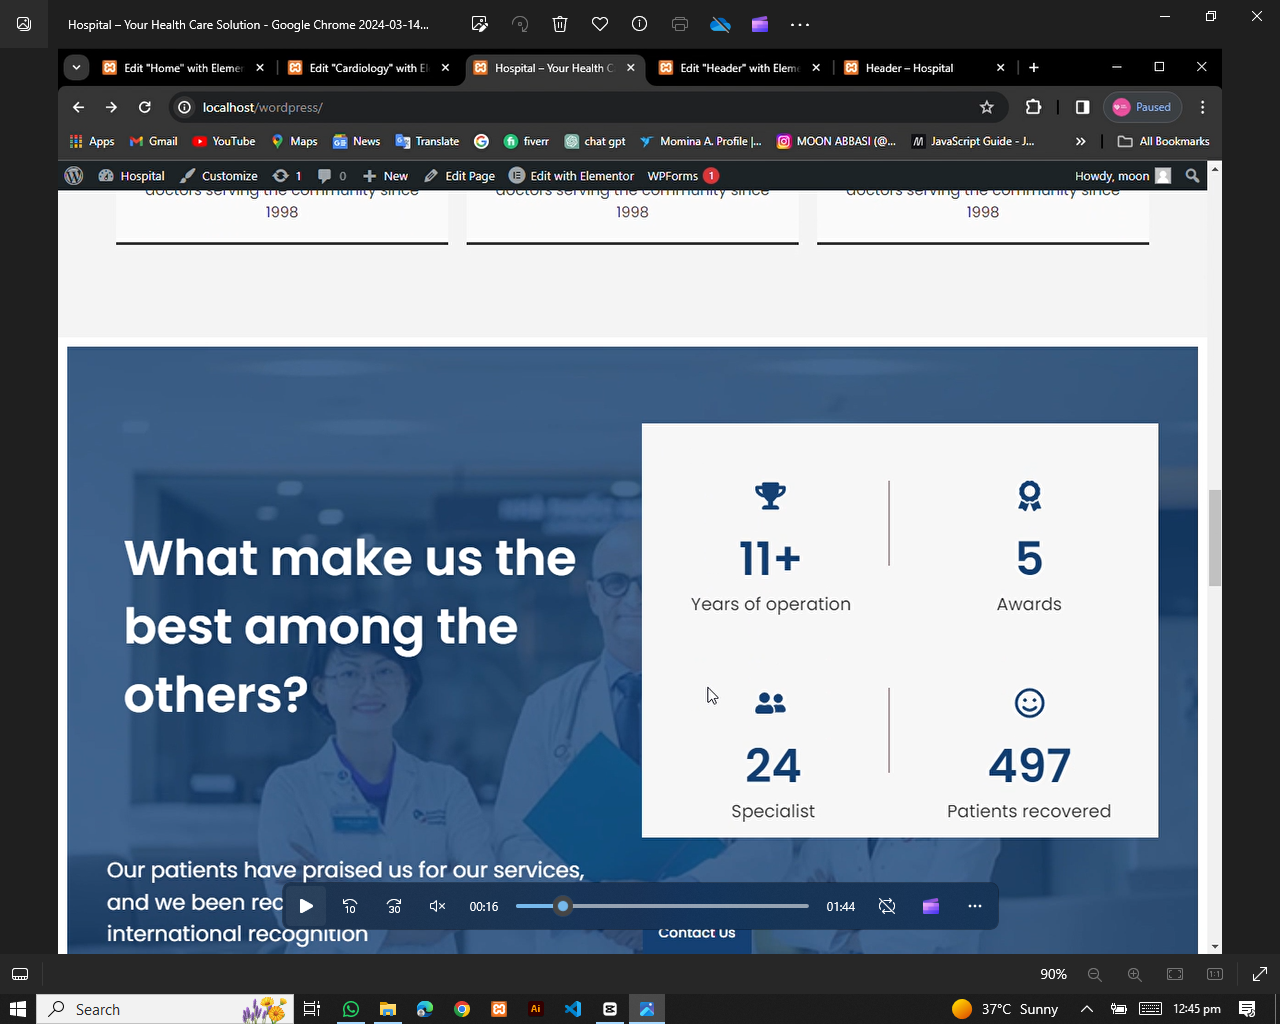 Hospital – Your Health Care Solution - Google Chrome 2024-03-14...
Edit "Home" with Elemer
Edit "Cardiology" with El
Hospital – Your Health C
Edit "Header" with Eleme
Header – Hospital
localhost/wordpress/
Paused
Apps
Gmail
YouTube
Maps
News
Translate
fiverr
chat gpt
Momina A. Profile |...
MOON ABBASI (@...
JavaScript Guide - J...
All Bookmarks
Hospital
Customize
1
0
New
Edit Page
Edit with Elementor
WPForms 1
Howdy, moon
doctors serving the community since
1998
doctors serving the community since
1998
doctors serving the community since
1998
What make us the
best among the
others?
11+
Years of operation
5
Awards
24
Specialist
497
Patients recovered
Our patients have praised us for our services,
and we been rec
international recognition
Contact Us
10
30
00:16
01:44
90%
1:1
Search
Ai
37°C Sunny
12:45 pm